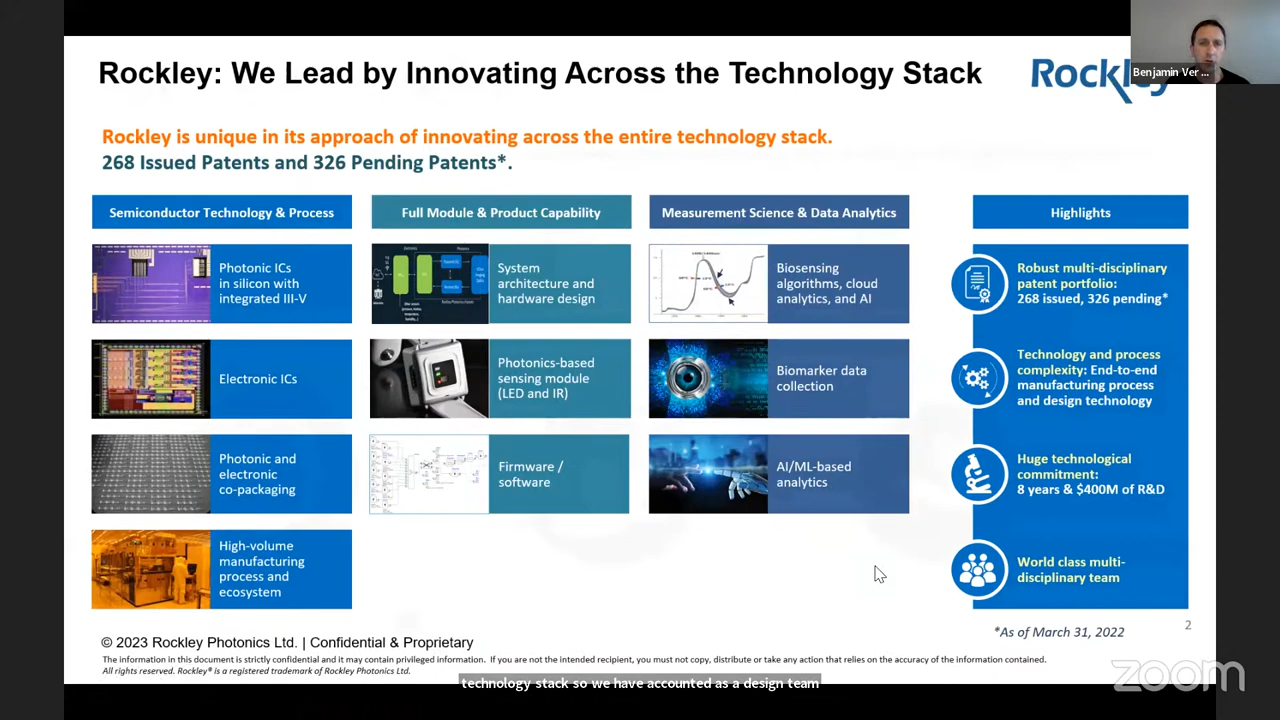 Rockley: We Lead by Innovating Across the Technology Stack
Rockley
Benjamin Ver ...
Rockley is unique in its approach of innovating across the entire technology stack.
268 Issued Patents and 326 Pending Patents*.
Semiconductor Technology & Process
Photonic ICs
in silicon with
integrated III-V
Electronic ICs
Photonic and
electronic
co-packaging
High-volume
manufacturing
process and
ecosystem
Full Module & Product Capability
System
architecture and
hardware design
Photonics-based
sensing module
(LED and IR)
Firmware /
software
Measurement Science & Data Analytics
Biosensing
algorithms, cloud
analytics, and AI
Biomarker data
collection
AI/ML-based
analytics
Highlights
Robust multi-disciplinary
patent portfolio:
268 issued, 326 pending*
Technology and process
complexity: End-to-end
manufacturing process
and design technology
Huge technological
commitment:
8 years & $400M of R&D
World class multi-
disciplinary team
*As of March 31, 2022
2
© 2023 Rockley Photonics Ltd. | Confidential & Proprietary
The information in this document is strictly confidential and it may contain privileged information. If you are not the intended recipient, you must not copy, distribute or take any action that relies on the accuracy of the information contained.
All rights reserved. Rockley® is a registered trademark of Rockley Photonics Ltd.
technology stack so we have accounted as a design team
zoom